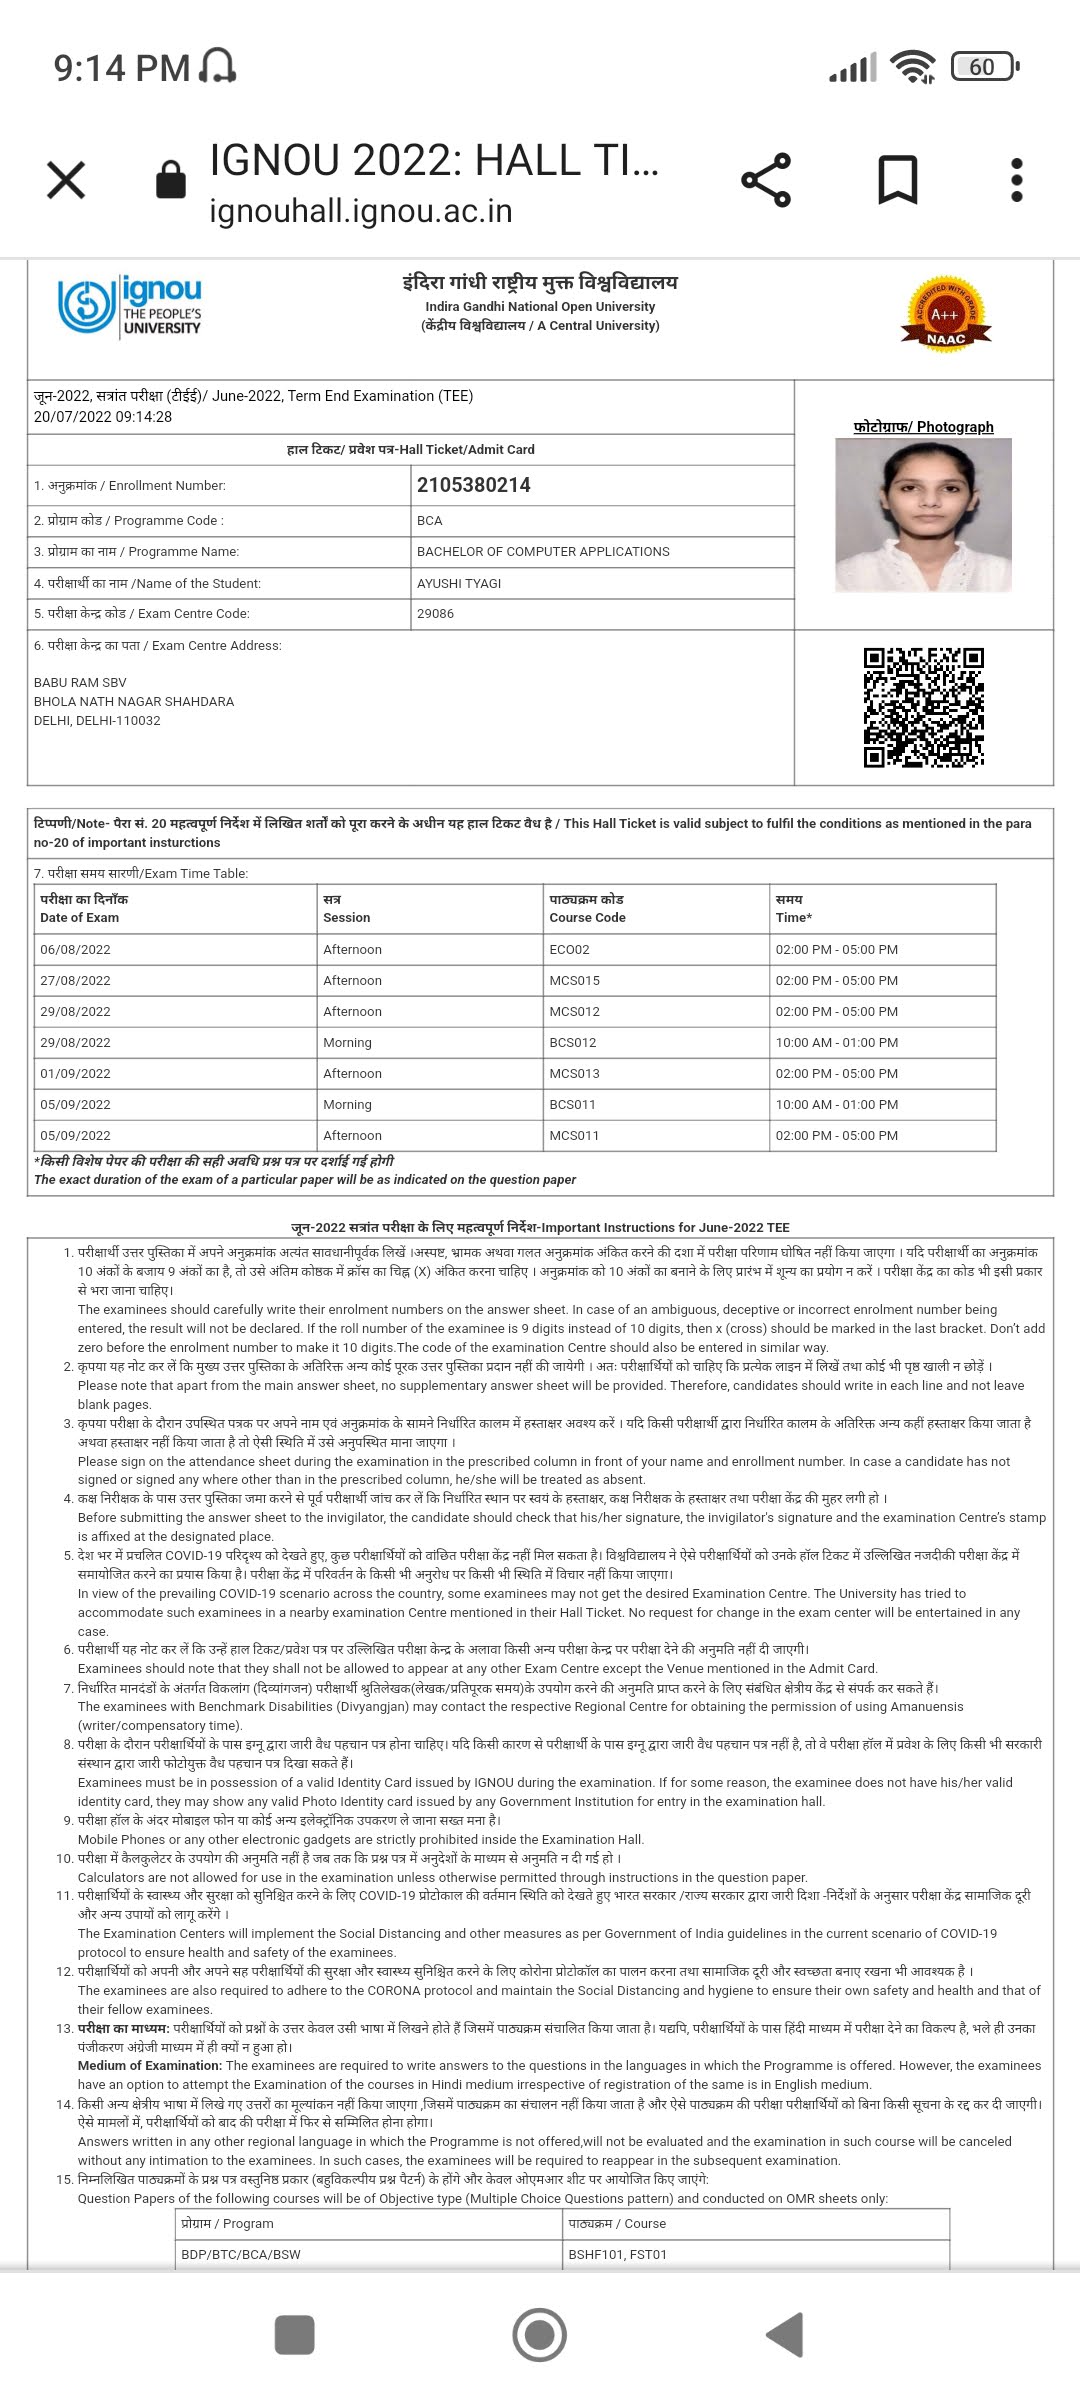 9:14 PM
60
IGNOU 2022: HALL TI...
ignouhall.ignou.ac.in
ignou
THE PEOPLE'S
UNIVERSITY
इंदिरा गांधी राष्ट्रीय मुक्त विश्वविद्यालय
Indira Gandhi National Open University
(केंद्रीय विश्वविद्यालय / A Central University)
ACCREDITED WITH GRADE
A++
NAAC
जून-2022, सत्रांत परीक्षा (टीईई)/ June-2022, Term End Examination (TEE)
20/07/2022 09:14:28
फोटोग्राफ/ Photograph
हाल टिकट/ प्रवेश पत्र-Hall Ticket/Admit Card
1. अनुक्रमांक / Enrollment Number: 2105380214
2. प्रोग्राम कोड / Programme Code : BCA
3. प्रोग्राम का नाम / Programme Name: BACHELOR OF COMPUTER APPLICATIONS
4. परीक्षार्थी का नाम /Name of the Student: AYUSHI TYAGI
5. परीक्षा केन्द्र कोड / Exam Centre Code: 29086
6. परीक्षा केन्द्र का पता / Exam Centre Address:
BABU RAM SBV
BHOLA NATH NAGAR SHAHDARA
DELHI, DELHI-110032
टिप्पणी/Note- पैरा सं. 20 महत्वपूर्ण निर्देश में लिखित शर्तों को पूरा करने के अधीन यह हाल टिकट वैध है / This Hall Ticket is valid subject to fulfil the conditions as mentioned in the para
no-20 of important insturctions
7. परीक्षा समय सारणी/Exam Time Table:
परीक्षा का दिनाँक सत्र पाठ्यक्रम कोड समय
Date of Exam Session Course Code Time*
06/08/2022 Afternoon ECO02 02:00 PM - 05:00 PM
27/08/2022 Afternoon MCS015 02:00 PM - 05:00 PM
29/08/2022 Afternoon MCS012 02:00 PM - 05:00 PM
29/08/2022 Morning BCS012 10:00 AM - 01:00 PM
01/09/2022 Afternoon MCS013 02:00 PM - 05:00 PM
05/09/2022 Morning BCS011 10:00 AM - 01:00 PM
05/09/2022 Afternoon MCS011 02:00 PM - 05:00 PM
*किसी विशेष पेपर की परीक्षा की सही अवधि प्रश्न पत्र पर दर्शाई गई होगी
The exact duration of the exam of a particular paper will be as indicated on the question paper
जून-2022 सत्रांत परीक्षा के लिए महत्वपूर्ण निर्देश-Important Instructions for June-2022 TEE
1. परीक्षार्थी उत्तर पुस्तिका में अपने अनुक्रमांक अत्यंत सावधानीपूर्वक लिखें ।अस्पष्ट, भ्रामक अथवा गलत अनुक्रमांक अंकित करने की दशा में परीक्षा परिणाम घोषित नहीं किया जाएगा । यदि परीक्षार्थी का अनुक्रमांक
10 अंकों के बजाय 9 अंकों का है, तो उसे अंतिम कोष्ठक में क्रॉस का चिह्न (X) अंकित करना चाहिए । अनुक्रमांक को 10 अंकों का बनाने के लिए प्रारंभ में शून्य का प्रयोग न करें । परीक्षा केंद्र का कोड भी इसी प्रकार
से भरा जाना चाहिए।
The examinees should carefully write their enrolment numbers on the answer sheet. In case of an ambiguous, deceptive or incorrect enrolment number being
entered, the result will not be declared. If the roll number of the examinee is 9 digits instead of 10 digits, then x (cross) should be marked in the last bracket. Don't add
zero before the enrolment number to make it 10 digits.The code of the examination Centre should also be entered in similar way.
2. कृपया यह नोट कर लें कि मुख्य उत्तर पुस्तिका के अतिरिक्त अन्य कोई पूरक उत्तर पुस्तिका प्रदान नहीं की जायेगी । अतः परीक्षार्थियों को चाहिए कि प्रत्येक लाइन में लिखें तथा कोई भी पृष्ठ खाली न छोड़ें ।
Please note that apart from the main answer sheet, no supplementary answer sheet will be provided. Therefore, candidates should write in each line and not leave
blank pages.
3. कृपया परीक्षा के दौरान उपस्थित पत्रक पर अपने नाम एवं अनुक्रमांक के सामने निर्धारित कालम में हस्ताक्षर अवश्य करें । यदि किसी परीक्षार्थी द्वारा निर्धारित कालम के अतिरिक्त अन्य कहीं हस्ताक्षर किया जाता है
अथवा हस्ताक्षर नहीं किया जाता है तो ऐसी स्थिति में उसे अनुपस्थित माना जाएगा ।
Please sign on the attendance sheet during the examination in the prescribed column in front of your name and enrollment number. In case a candidate has not
signed or signed any where other than in the prescribed column, he/she will be treated as absent.
4. कक्ष निरीक्षक के पास उत्तर पुस्तिका जमा करने से पूर्व परीक्षार्थी जांच कर लें कि निर्धारित स्थान पर स्वयं के हस्ताक्षर, कक्ष निरीक्षक के हस्ताक्षर तथा परीक्षा केंद्र की मुहर लगी हो ।
Before submitting the answer sheet to the invigilator, the candidate should check that his/her signature, the invigilator's signature and the examination Centre's stamp
is affixed at the designated place.
5. देश भर में प्रचलित COVID-19 परिदृश्य को देखते हुए, कुछ परीक्षार्थियों को वांछित परीक्षा केंद्र नहीं मिल सकता है। विश्वविद्यालय ने ऐसे परीक्षार्थियों को उनके हॉल टिकट में उल्लिखित नजदीकी परीक्षा केंद्र में
समायोजित करने का प्रयास किया है। परीक्षा केंद्र में परिवर्तन के किसी भी अनुरोध पर किसी भी स्थिति में विचार नहीं किया जाएगा।
In view of the prevailing COVID-19 scenario across the country, some examinees may not get the desired Examination Centre. The University has tried to
accommodate such examinees in a nearby examination Centre mentioned in their Hall Ticket. No request for change in the exam center will be entertained in any
case.
6. परीक्षार्थी यह नोट कर लें कि उन्हें हाल टिकट/प्रवेश पत्र पर उल्लिखित परीक्षा केन्द्र के अलावा किसी अन्य परीक्षा केन्द्र पर परीक्षा देने की अनुमति नहीं दी जाएगी।
Examinees should note that they shall not be allowed to appear at any other Exam Centre except the Venue mentioned in the Admit Card.
7. निर्धारित मानदंडों के अंतर्गत विकलांग (दिव्यांगजन) परीक्षार्थी श्रुतिलेखक(लेखक/प्रतिपूरक समय)के उपयोग करने की अनुमति प्राप्त करने के लिए संबंधित क्षेत्रीय केंद्र से संपर्क कर सकते हैं।
The examinees with Benchmark Disabilities (Divyangjan) may contact the respective Regional Centre for obtaining the permission of using Amanuensis
(writer/compensatory time).
8. परीक्षा के दौरान परीक्षार्थियों के पास इग्नू द्वारा जारी वैध पहचान पत्र होना चाहिए। यदि किसी कारण से परीक्षार्थी के पास इग्नू द्वारा जारी वैध पहचान पत्र नहीं है, तो वे परीक्षा हॉल में प्रवेश के लिए किसी भी सरकारी
संस्थान द्वारा जारी फोटोयुक्त वैध पहचान पत्र दिखा सकते हैं।
Examinees must be in possession of a valid Identity Card issued by IGNOU during the examination. If for some reason, the examinee does not have his/her valid
identity card, they may show any valid Photo Identity card issued by any Government Institution for entry in the examination hall.
9. परीक्षा हॉल के अंदर मोबाइल फोन या कोई अन्य इलेक्ट्रॉनिक उपकरण ले जाना सख्त मना है।
Mobile Phones or any other electronic gadgets are strictly prohibited inside the Examination Hall.
10. परीक्षा में कैलकुलेटर के उपयोग की अनुमति नहीं है जब तक कि प्रश्न पत्र में अनुदेशों के माध्यम से अनुमति न दी गई हो ।
Calculators are not allowed for use in the examination unless otherwise permitted through instructions in the question paper.
11. परीक्षार्थियों के स्वास्थ्य और सुरक्षा को सुनिश्चित करने के लिए COVID-19 प्रोटोकाल की वर्तमान स्थिति को देखते हुए भारत सरकार /राज्य सरकार द्वारा जारी दिशा -निर्देशों के अनुसार परीक्षा केंद्र सामाजिक दूरी
और अन्य उपायों को लागू करेंगे ।
The Examination Centers will implement the Social Distancing and other measures as per Government of India guidelines in the current scenario of COVID-19
protocol to ensure health and safety of the examinees.
12. परीक्षार्थियों को अपनी और अपने सह परीक्षार्थियों की सुरक्षा और स्वास्थ्य सुनिश्चित करने के लिए कोरोना प्रोटोकॉल का पालन करना तथा सामाजिक दूरी और स्वच्छता बनाए रखना भी आवश्यक है ।
The examinees are also required to adhere to the CORONA protocol and maintain the Social Distancing and hygiene to ensure their own safety and health and that of
their fellow examinees.
13. परीक्षा का माध्यम: परीक्षार्थियों को प्रश्नों के उत्तर केवल उसी भाषा में लिखने होते हैं जिसमें पाठ्यक्रम संचालित किया जाता है। यद्यपि, परीक्षार्थियों के पास हिंदी माध्यम में परीक्षा देने का विकल्प है, भले ही उनका
पंजीकरण अंग्रेजी माध्यम में ही क्यों न हुआ हो।
Medium of Examination: The examinees are required to write answers to the questions in the languages in which the Programme is offered. However, the examinees
have an option to attempt the Examination of the courses in Hindi medium irrespective of registration of the same is in English medium.
14. किसी अन्य क्षेत्रीय भाषा में लिखे गए उत्तरों का मूल्यांकन नहीं किया जाएगा ,जिसमें पाठ्यक्रम का संचालन नहीं किया जाता है और ऐसे पाठ्यक्रम की परीक्षा परीक्षार्थियों को बिना किसी सूचना के रद्द कर दी जाएगी।
ऐसे मामलों में, परीक्षार्थियों को बाद की परीक्षा में फिर से सम्मिलित होना होगा।
Answers written in any other regional language in which the Programme is not offered,will not be evaluated and the examination in such course will be canceled
without any intimation to the examinees. In such cases, the examinees will be required to reappear in the subsequent examination.
15. निम्नलिखित पाठ्यक्रमों के प्रश्न पत्र वस्तुनिष्ठ प्रकार (बहुविकल्पीय प्रश्न पैटर्न) के होंगे और केवल ओएमआर शीट पर आयोजित किए जाएंगे:
Question Papers of the following courses will be of Objective type (Multiple Choice Questions pattern) and conducted on OMR sheets only:
प्रोग्राम / Program पाठ्यक्रम / Course
BDP/BTC/BCA/BSW BSHF101, FST01